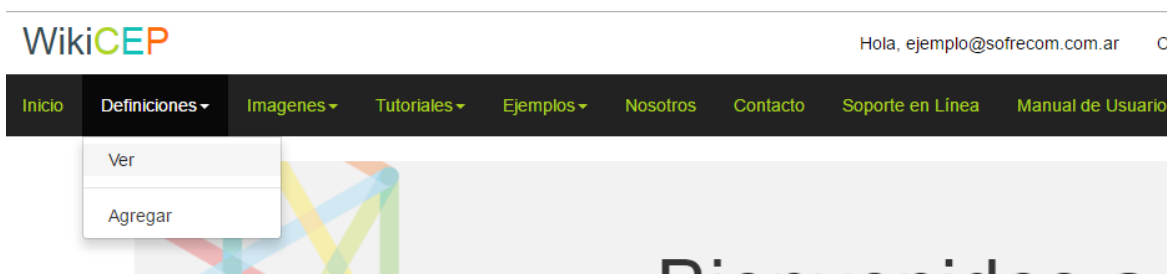 WikiCEP
Hola, ejemplo@sofrecom.com.ar
Inicio Definiciones Imagenes Tutoriales Ejemplos Nosotros Contacto Soporte en Línea Manual de Usuario
Ver
Agregar